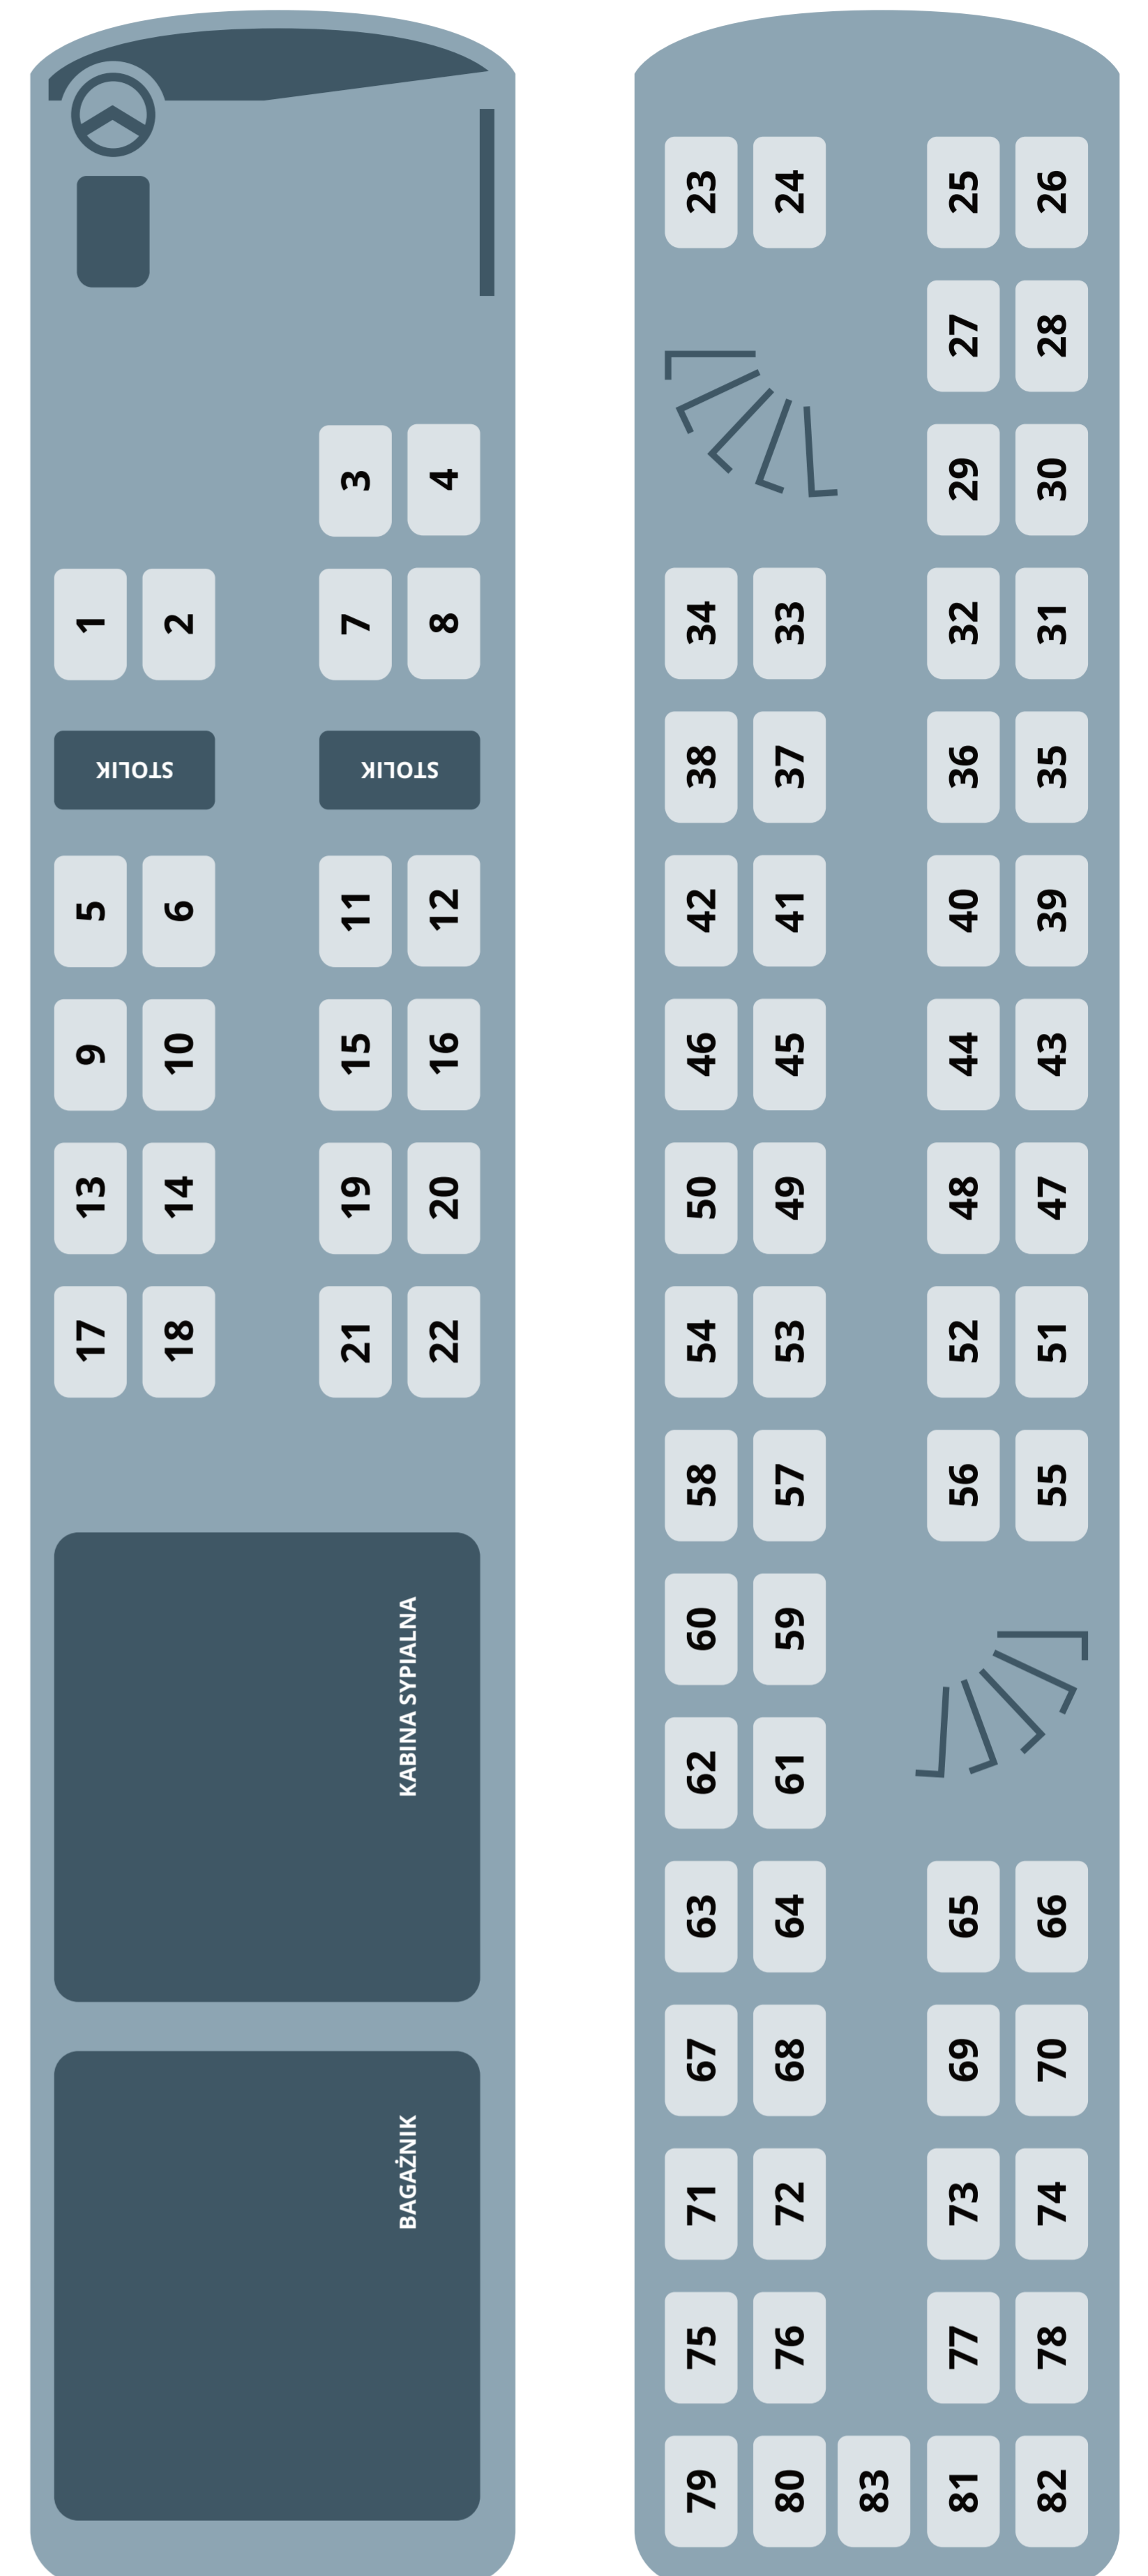 3 4
1 2 7 8
STOLIK STOLIK
5 6 11 12
9 10 15 16
13 14 19 20
17 18 21 22
KABINA SYPIALNA
BAGAŻNIK
23 24 25 26
27 28
29 30
34 33 32 31
38 37 36 35
42 41 40 39
46 45 44 43
50 49 48 47
54 53 52 51
58 57 56 55
60 59
62 61
63 64 65 66
67 68 69 70
71 72 73 74
75 76 77 78
79 80 83 81 82